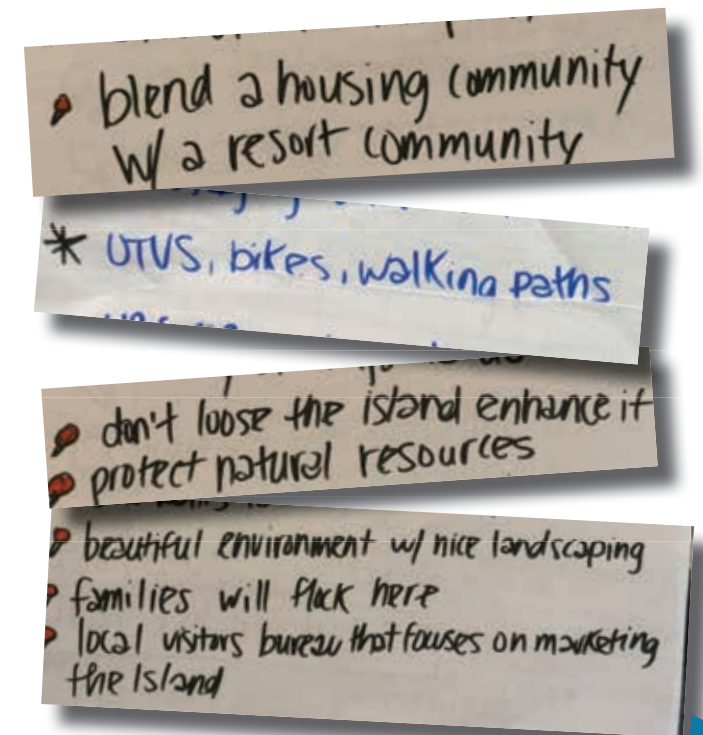 • blend a housing community
w/ a resort community
* UTVS, bikes, walking paths
• don't loose the island enhance it
• protect natural resources
• beautiful environment w/ nice landscaping
• families will flock here
• local visitors bureau that focuses on marketing
the Island